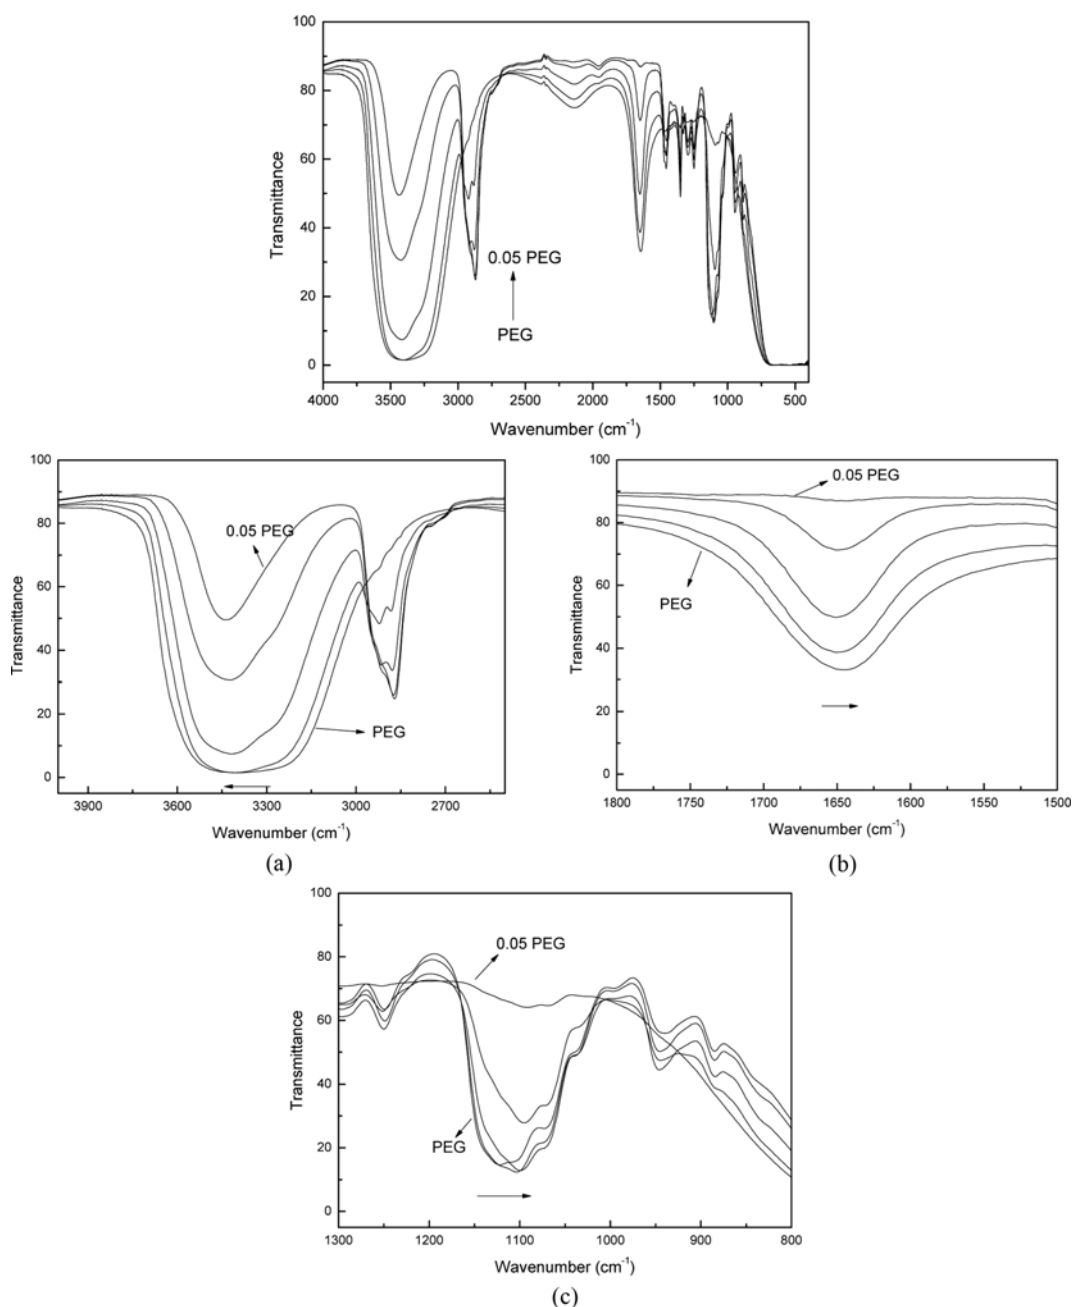 100
80
60
40
20
0
Transmittance
0.05 PEG
PEG
4000 3500 3000 2500 2000 1500 1000 500
Wavenumber (cm⁻¹)
100
80
60
40
20
0
Transmittance
0.05 PEG
PEG
3900 3600 3300 3000 2700
Wavenumber (cm⁻¹)
(a)
100
80
60
40
20
0
Transmittance
0.05 PEG
PEG
1800 1750 1700 1650 1600 1550 1500
Wavenumber (cm⁻¹)
(b)
100
80
60
40
20
0
Transmittance
0.05 PEG
PEG
1300 1200 1100 1000 900 800
Wavenumber (cm⁻¹)
(c)